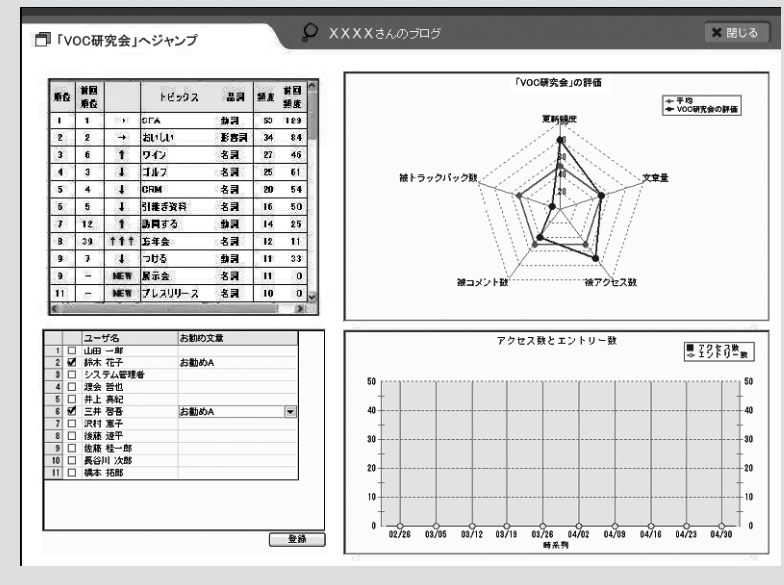 「VOC研究会」へジャンプ
XXXXさんのブログ
✖ 閉じる
順位 前回順位 トピックス 品詞 頻度 前回頻度
1 1 → SFA 動詞 50 189
2 2 → おいしい 形容詞 34 84
3 6 ↑ ワイン 名詞 27 46
4 3 ↓ ゴルフ 名詞 25 61
5 4 ↓ CRM 名詞 20 54
6 5 ↓ 引継ぎ資料 名詞 16 50
7 12 ↑ 訪問する 動詞 14 25
8 39 ↑↑↑ 忘年会 名詞 12 11
9 7 ↓ つける 動詞 11 33
9 − NEW 展示会 名詞 11 0
11 − NEW プレスリリース 名詞 10 0
「VOC研究会」の評価
平均
VOC研究会の評価
更新頻度
80
60
40
20
被トラックバック数
文章量
被コメント数
被アクセス数
ユーザ名 お勧め文章
1 山田 一郎
2 鈴木 花子 お勧めA
3 システム管理者
4 渡会 哲也
5 井上 真紀
6 三井 啓吾 お勧めA
7 沢村 恵子
8 後藤 達平
9 佐藤 桂一郎
10 長谷川 次郎
11 橋本 拓郎
登録
アクセス数とエントリー数
アクセス数
エントリー数
50 50
40 40
30 30
20 20
10 10
0 0
02/26 03/05 03/12 03/19 03/26 04/02 04/09 04/16 04/23 04/30
時系列